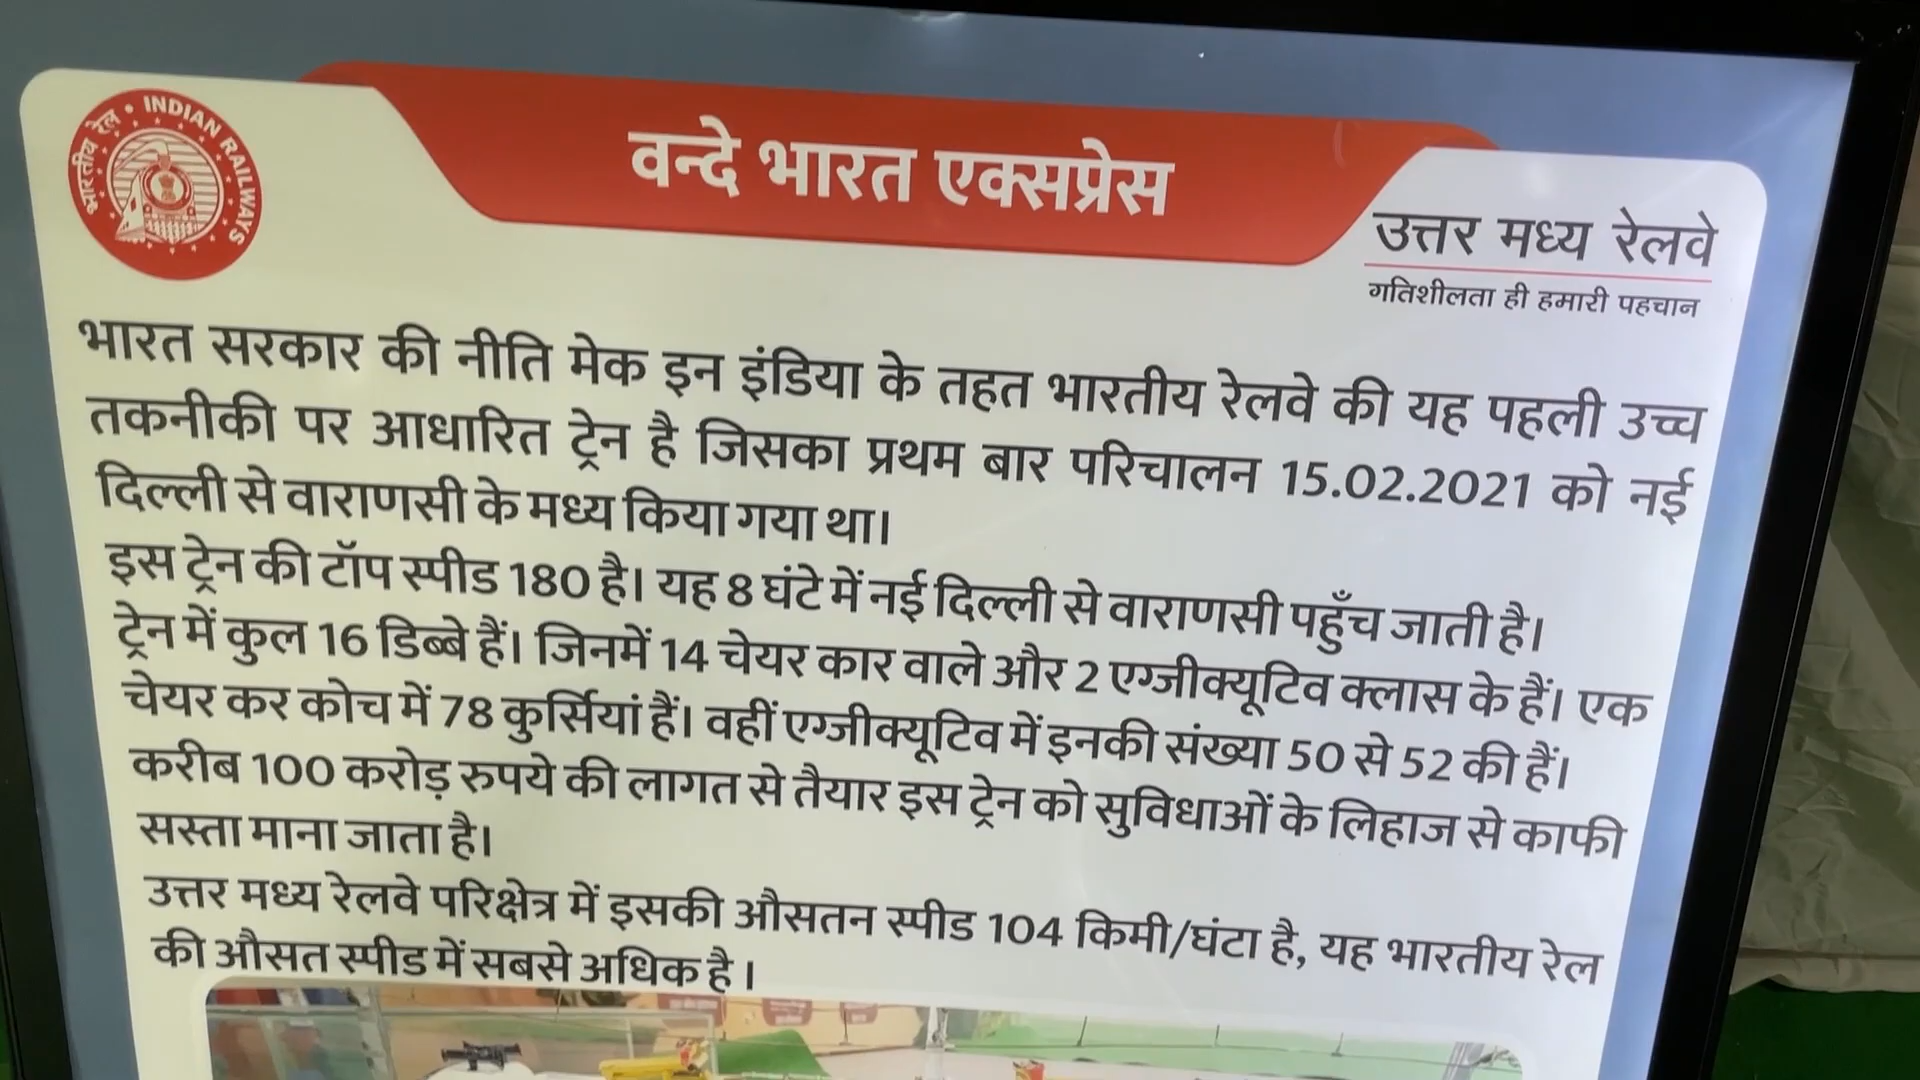 भारतीय रेल • INDIAN RAILWAYS
वन्दे भारत एक्सप्रेस
उत्तर मध्य रेलवे
गतिशीलता ही हमारी पहचान
भारत सरकार की नीति मेक इन इंडिया के तहत भारतीय रेलवे की यह पहली उच्च
तकनीकी पर आधारित ट्रेन है जिसका प्रथम बार परिचालन 15.02.2021 को नई
दिल्ली से वाराणसी के मध्य किया गया था।
इस ट्रेन की टॉप स्पीड 180 है। यह 8 घंटे में नई दिल्ली से वाराणसी पहुँच जाती है।
ट्रेन में कुल 16 डिब्बे हैं। जिनमें 14 चेयर कार वाले और 2 एग्जीक्यूटिव क्लास के हैं। एक
चेयर कर कोच में 78 कुर्सियां हैं। वहीं एग्जीक्यूटिव में इनकी संख्या 50 से 52 की हैं।
करीब 100 करोड़ रुपये की लागत से तैयार इस ट्रेन को सुविधाओं के लिहाज से काफी
सस्ता माना जाता है।
उत्तर मध्य रेलवे परिक्षेत्र में इसकी औसतन स्पीड 104 किमी/घंटा है, यह भारतीय रेल
की औसत स्पीड में सबसे अधिक है।